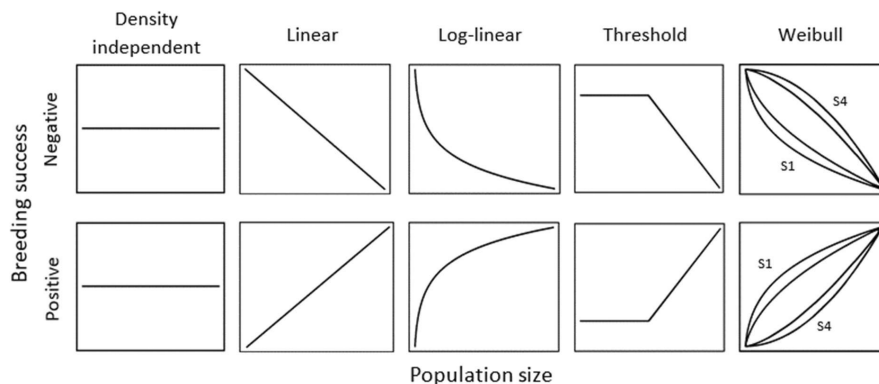 Density
independent
Linear
Log-linear
Threshold
Weibull
Breeding success
Negative
S4
S1
Positive
S1
S4
Population size